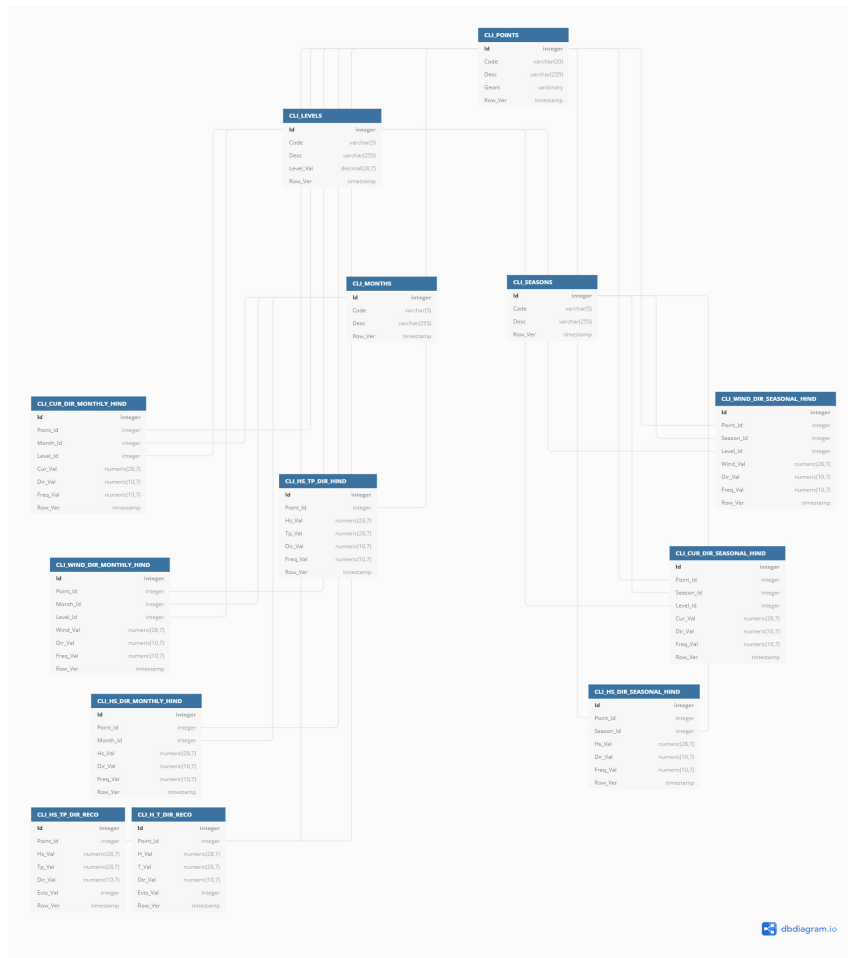 CLI_POINTS
Id integer
Code varchar(20)
Desc varchar(255)
Geom varbinary
Row_Ver timestamp
CLI_LEVELS
Id integer
Code varchar(5)
Desc varchar(255)
Level_Val decimal(28,7)
Row_Ver timestamp
CLI_MONTHS
Id integer
Code varchar(5)
Desc varchar(255)
Row_Ver timestamp
CLI_SEASONS
Id integer
Code varchar(5)
Desc varchar(255)
Row_Ver timestamp
CLI_CUR_DIR_MONTHLY_HIND
Id integer
Point_Id integer
Month_Id integer
Level_Id integer
Cur_Val numeric(28,7)
Dir_Val numeric(10,7)
Freq_Val numeric(10,7)
Row_Ver timestamp
CLI_WIND_DIR_SEASONAL_HIND
Id integer
Point_Id integer
Season_Id integer
Level_Id integer
Wind_Val numeric(28,7)
Dir_Val numeric(10,7)
Freq_Val numeric(10,7)
Row_Ver timestamp
CLI_HS_TP_DIR_HIND
Id integer
Point_Id integer
Hs_Val numeric(28,7)
Tp_Val numeric(28,7)
Dir_Val numeric(10,7)
Freq_Val numeric(10,7)
Row_Ver timestamp
CLI_CUR_DIR_SEASONAL_HIND
Id integer
Point_Id integer
Season_Id integer
Level_Id integer
Cur_Val numeric(28,7)
Dir_Val numeric(10,7)
Freq_Val numeric(10,7)
Row_Ver timestamp
CLI_WIND_DIR_MONTHLY_HIND
Id integer
Point_Id integer
Month_Id integer
Level_Id integer
Wind_Val numeric(28,7)
Dir_Val numeric(10,7)
Freq_Val numeric(10,7)
Row_Ver timestamp
CLI_HS_DIR_SEASONAL_HIND
Id integer
Point_Id integer
Season_Id integer
Hs_Val numeric(28,7)
Dir_Val numeric(10,7)
Freq_Val numeric(10,7)
Row_Ver timestamp
CLI_HS_DIR_MONTHLY_HIND
Id integer
Point_Id integer
Month_Id integer
Hs_Val numeric(28,7)
Dir_Val numeric(10,7)
Freq_Val numeric(10,7)
Row_Ver timestamp
CLI_HS_TP_DIR_RECO
Id integer
Point_Id integer
Hs_Val numeric(28,7)
Tp_Val numeric(28,7)
Dir_Val numeric(10,7)
Evts_Val integer
Row_Ver timestamp
CLI_H_T_DIR_RECO
Id integer
Point_Id integer
H_Val numeric(28,7)
T_Val numeric(28,7)
Dir_Val numeric(10,7)
Evts_Val integer
Row_Ver timestamp
dbdiagram.io